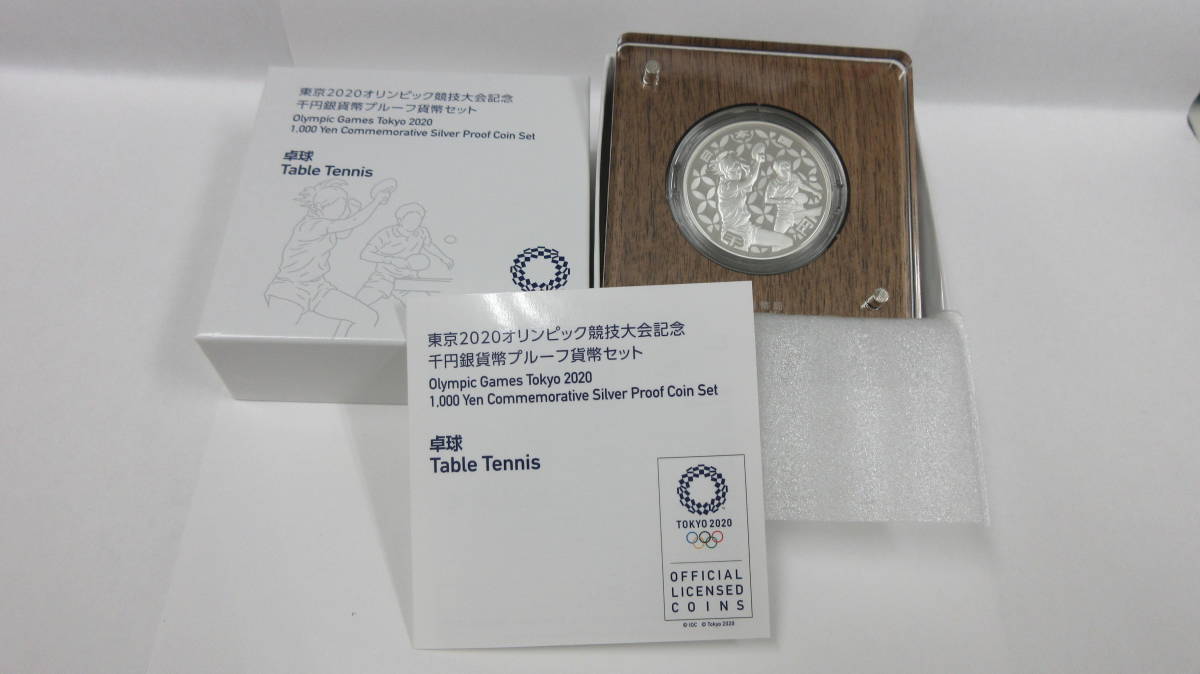 東京2020オリンピック競技大会記念
千円銀貨幣プルーフ貨幣セット
Olympic Games Tokyo 2020
1,000 Yen Commemorative Silver Proof Coin Set
卓球
Table Tennis
日本国
千円
東京2020オリンピック競技大会記念
千円銀貨幣プルーフ貨幣セット
Olympic Games Tokyo 2020
1,000 Yen Commemorative Silver Proof Coin Set
卓球
Table Tennis
TOKYO 2020
OFFICIAL
LICENSED
COINS
© IOC © Tokyo 2020